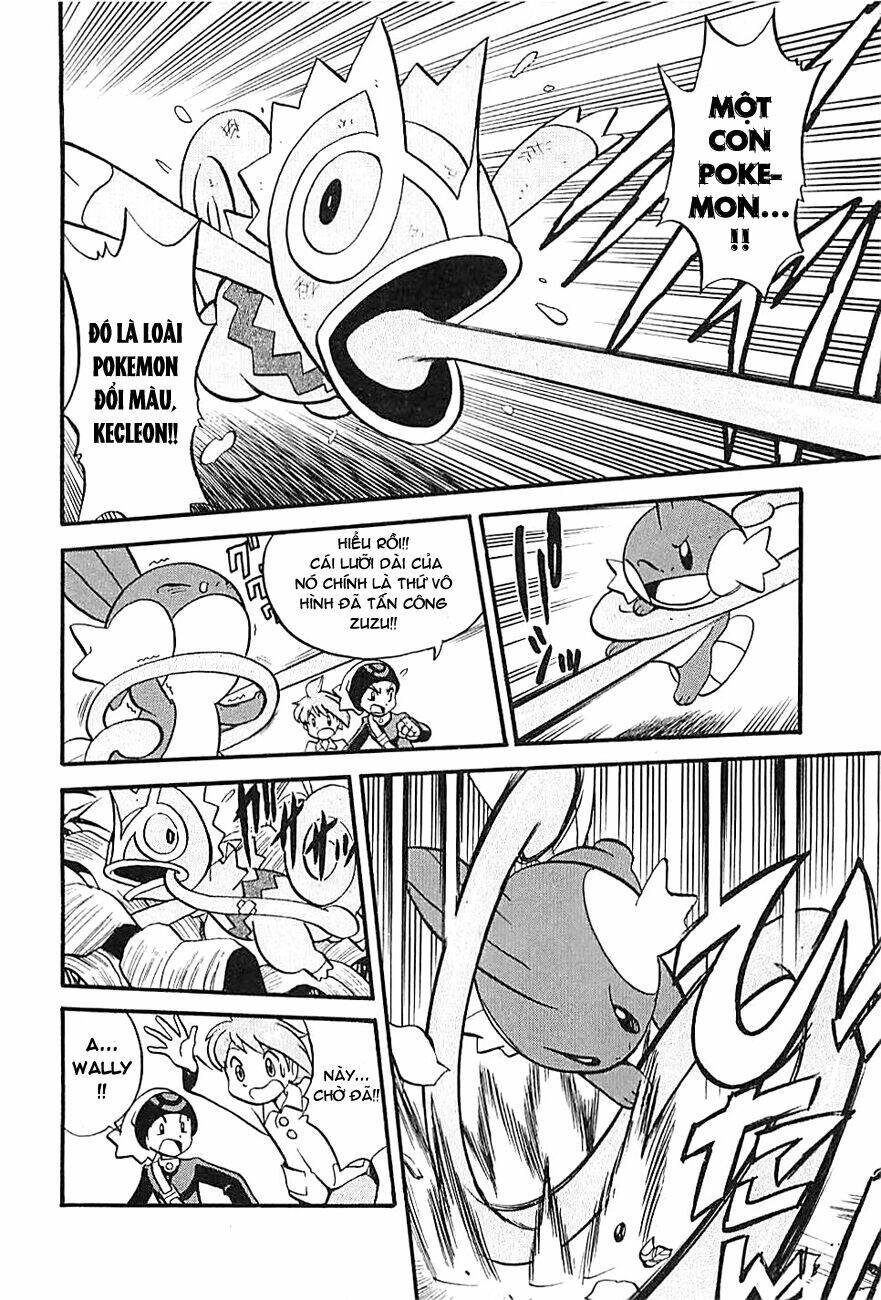 MỘT
CON
POKE-
MON...
!!
ĐÓ LÀ LOÀI
POKEMON
ĐỔI MÀU,
KECLEON!!
HIỂU RỒI!!
CÁI LƯỠI DÀI CỦA
NÓ CHÍNH LÀ THỨ VÔ
HÌNH ĐÃ TẤN CÔNG
ZUZU!!
NÀY...
CHỜ ĐÃ!!
A...
WALLY
!!